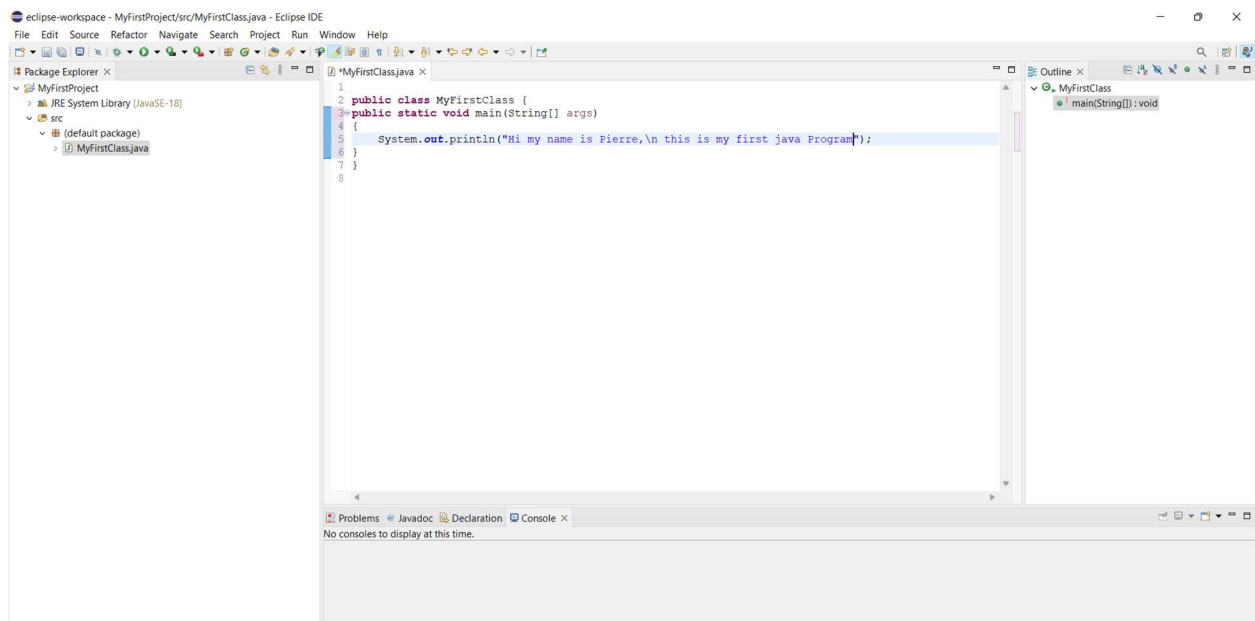 eclipse-workspace - MyFirstProject/src/MyFirstClass.java - Eclipse IDE
File Edit Source Refactor Navigate Search Project Run Window Help
Package Explorer
MyFirstProject
JRE System Library [JavaSE-18]
src
(default package)
MyFirstClass.java
*MyFirstClass.java
1
2 public class MyFirstClass {
3 public static void main(String[] args)
4 {
5     System.out.println("Hi my name is Pierre,\n this is my first java Program");
6 }
7 }
8
Outline
MyFirstClass
main(String[]) : void
Problems Javadoc Declaration Console
No consoles to display at this time.